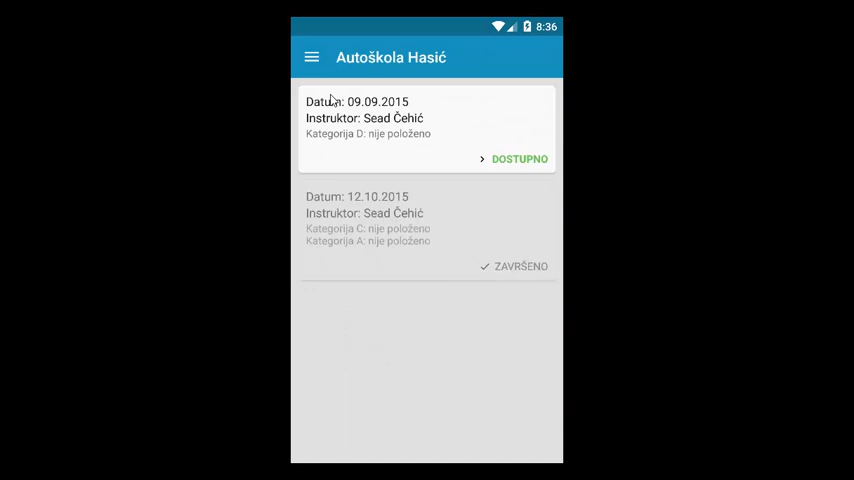 8:36
Autoškola Hasić
Datum: 09.09.2015
Instruktor: Sead Čehić
Kategorija D: nije položeno
DOSTUPNO
Datum: 12.10.2015
Instruktor: Sead Čehić
Kategorija C: nije položeno
Kategorija A: nije položeno
ZAVRŠENO